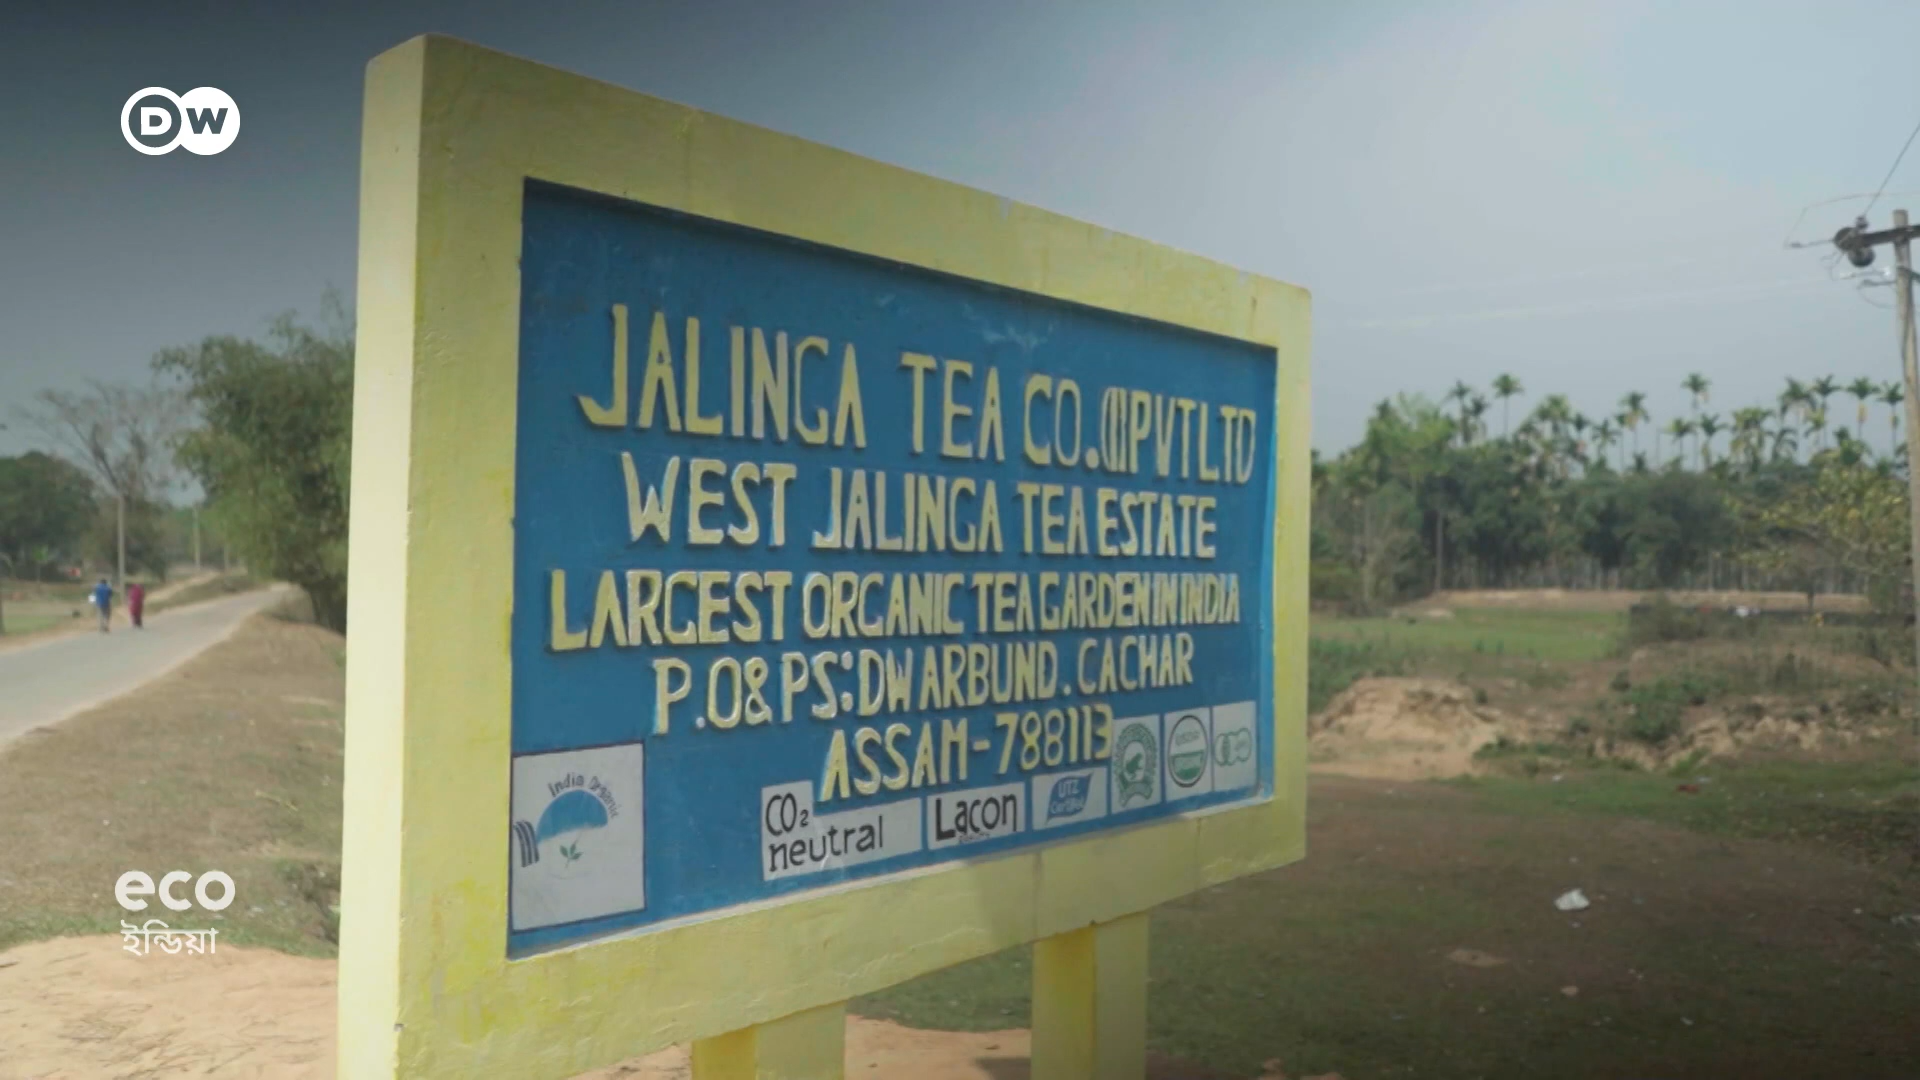 DW
JALINGA TEA CO.(I)PVT LTD
WEST JALINGA TEA ESTATE
LARGEST ORGANIC TEA GARDEN IN INDIA
P.O & PS:DWARBUND. CACHAR
ASSAM-788113
India Organic
CO₂
neutral
Lacon
UTZ
Certified
eco
ইন্ডিয়া